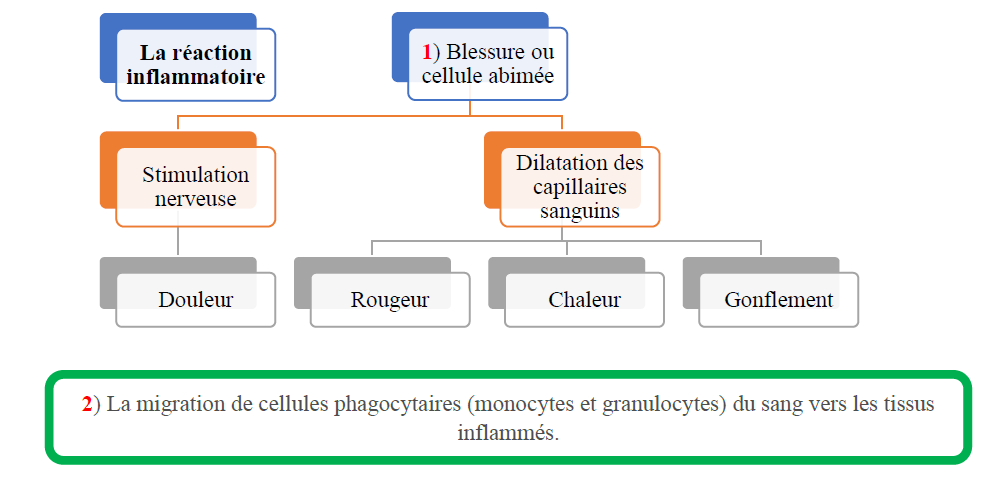 La réaction
inflammatoire
1) Blessure ou
cellule abimée
Stimulation
nerveuse
Dilatation des
capillaires
sanguins
Douleur
Rougeur
Chaleur
Gonflement
2) La migration de cellules phagocytaires (monocytes et granulocytes) du sang vers les tissus
inflammés.